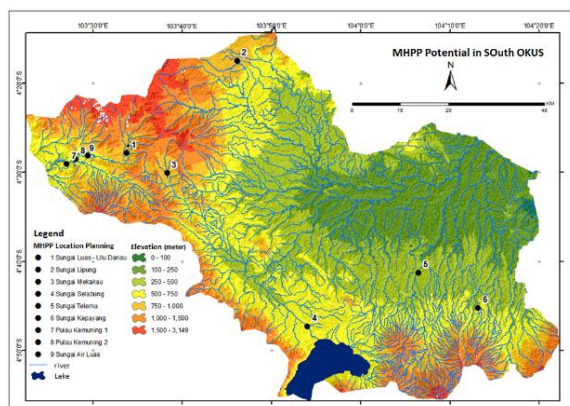 103°30'0"E 103°40'0"E 103°50'0"E 104°0'0"E 104°10'0"E 104°20'0"E
MHPP Potential in SOuth OKUS
N
4°20'0"S
4°30'0"S
4°40'0"S
4°50'0"S
0 5 10 20 30 40
KM
2
1
3
7 8 9
5
6
4
Legend
MHPP Location Planning
1 Sungai Luas - Ulu Danau
2 Sungai Lipung
3 Sungai Mekakau
4 Sungai Selabung
5 Sungai Telema
6 Sungai Kepayang
7 Pulau Kemuning 1
8 Pulau Kemuning 2
9 Sungai Air Luas
river
Lake
Elevation (meter)
0 - 100
100 - 250
250 - 500
500 - 750
750 - 1,000
1,000 - 1,500
1,500 - 3,149